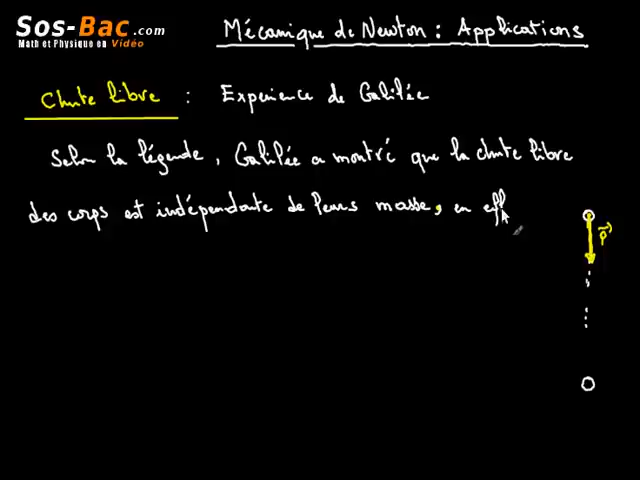 Sos-Bac.com
Math et Physique en Vidéo
Mécanique de Newton : Applications
Chute libre : Experience de Galilée
Selon la légende, Galilée a montré que la chute libre
des corps est indépendante de leurs masse, en eff
P